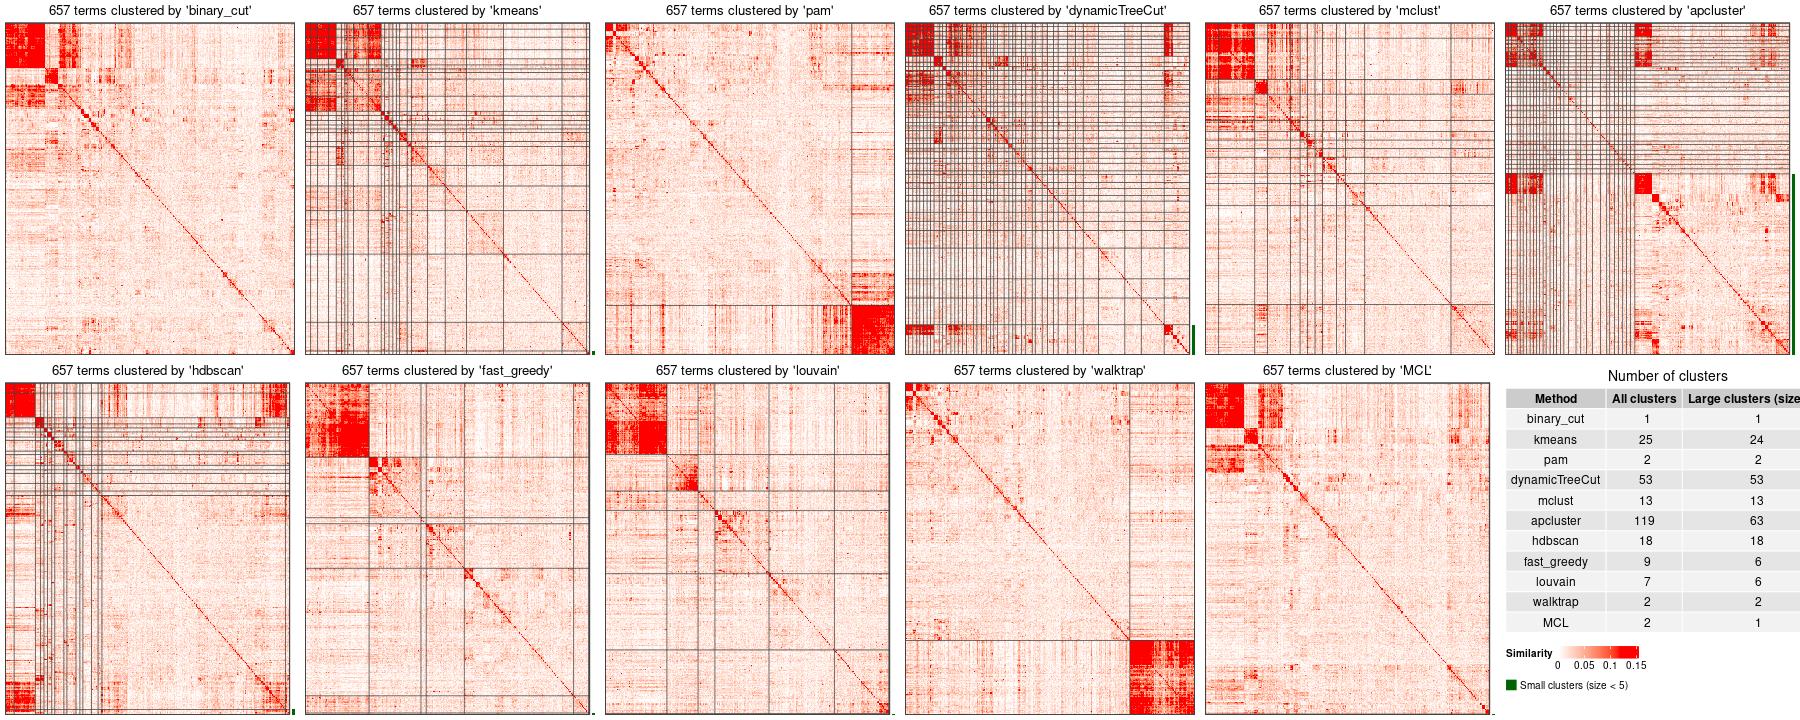 657 terms clustered by 'binary_cut'
657 terms clustered by 'kmeans'
657 terms clustered by 'pam'
657 terms clustered by 'dynamicTreeCut'
657 terms clustered by 'mclust'
657 terms clustered by 'apcluster'
657 terms clustered by 'hdbscan'
657 terms clustered by 'fast_greedy'
657 terms clustered by 'louvain'
657 terms clustered by 'walktrap'
657 terms clustered by 'MCL'
Number of clusters
Method All clusters Large clusters (size
binary_cut 1 1
kmeans 25 24
pam 2 2
dynamicTreeCut 53 53
mclust 13 13
apcluster 119 63
hdbscan 18 18
fast_greedy 9 6
louvain 7 6
walktrap 2 2
MCL 2 1
Similarity
0 0.05 0.1 0.15
Small clusters (size < 5)